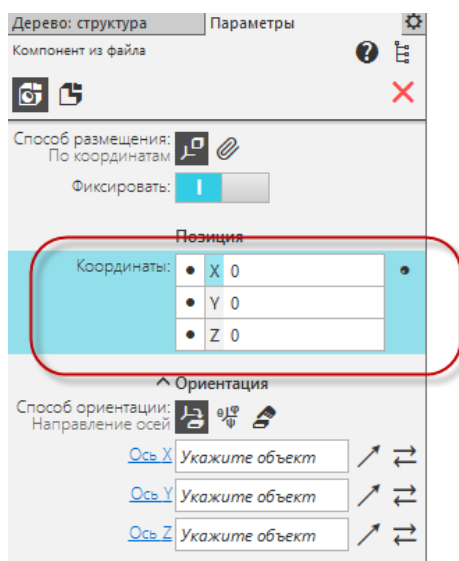 Дерево: структура
Параметры
Компонент из файла
Способ размещения:
По координатам
Фиксировать:
Позиция
Координаты:
X 0
Y 0
Z 0
Ориентация
Способ ориентации:
Направление осей
Ось X Укажите объект
Ось Y Укажите объект
Ось Z Укажите объект